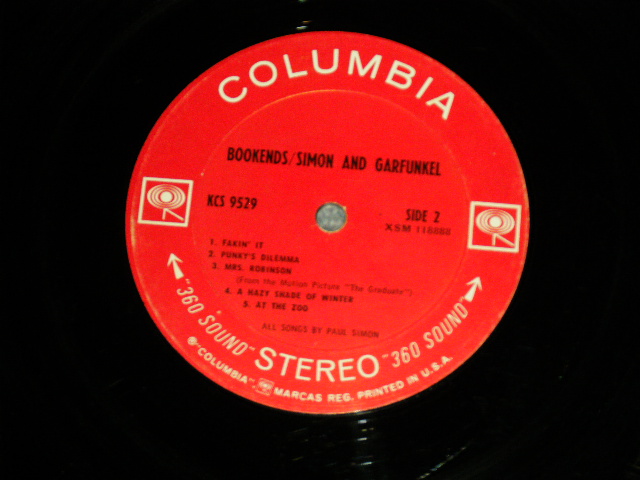 COLUMBIA
BOOKENDS/SIMON AND GARFUNKEL
KCS 9529
SIDE 2
XSM 118888
1. FAKIN' IT
2. PUNKY'S DILEMMA
3. MRS. ROBINSON
(From the Motion Picture "The Graduate")
4. A HAZY SHADE OF WINTER
5. AT THE ZOO
ALL SONGS BY PAUL SIMON
"360 SOUND" STEREO "360 SOUND"
® "COLUMBIA", MARCAS REG. PRINTED IN U.S.A.